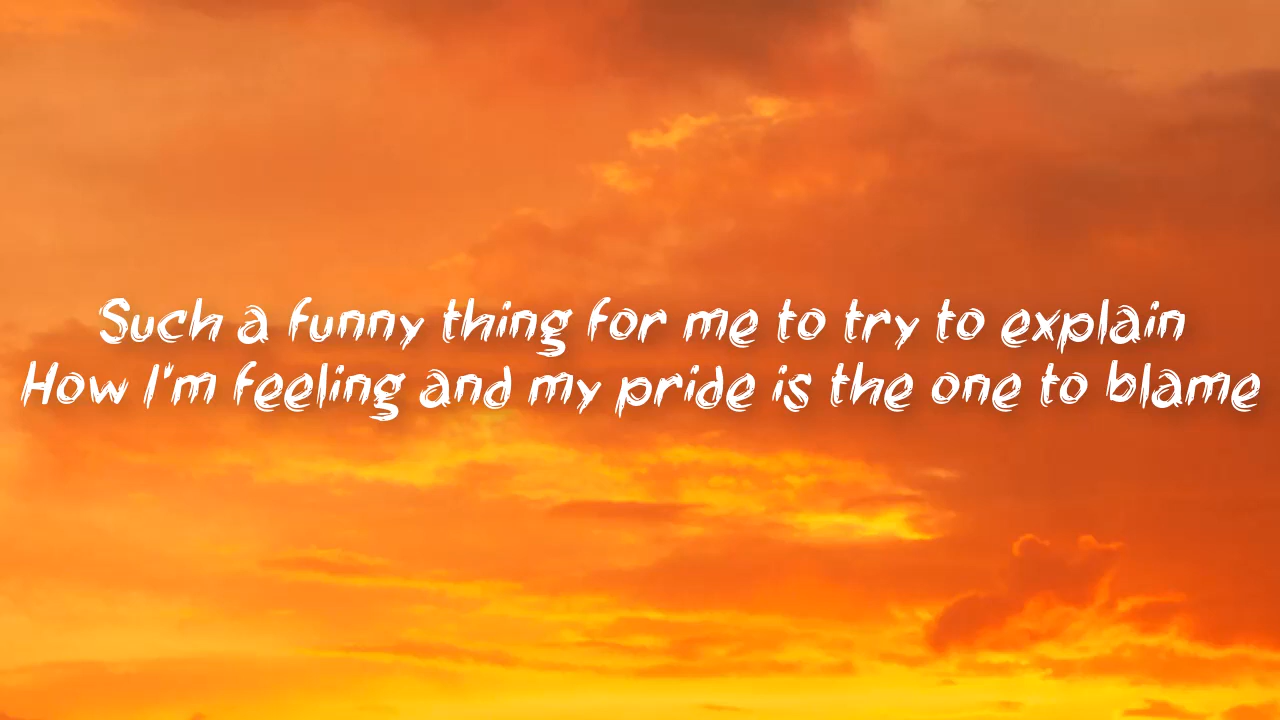 Such a funny thing for me to try to explain
How I'm feeling and my pride is the one to blame